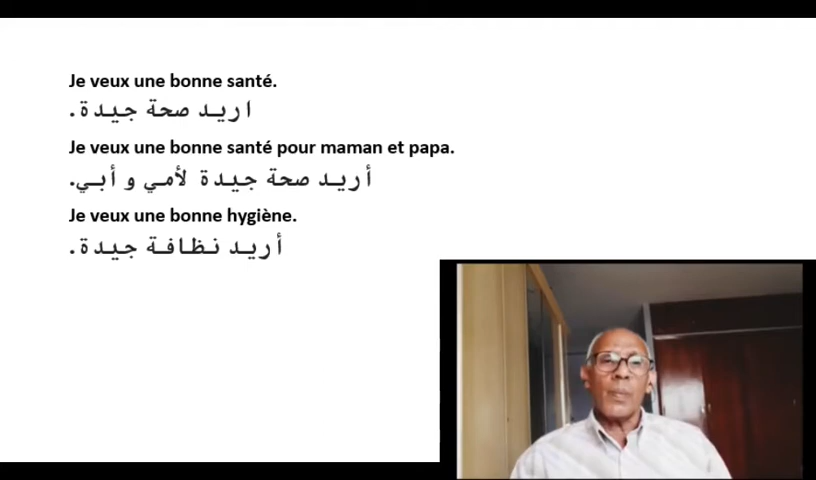 Je veux une bonne santé.
اريد صحة جيدة.
Je veux une bonne santé pour maman et papa.
أريد صحة جيدة لأمي و أبي.
Je veux une bonne hygiène.
أريد نظافة جيدة.